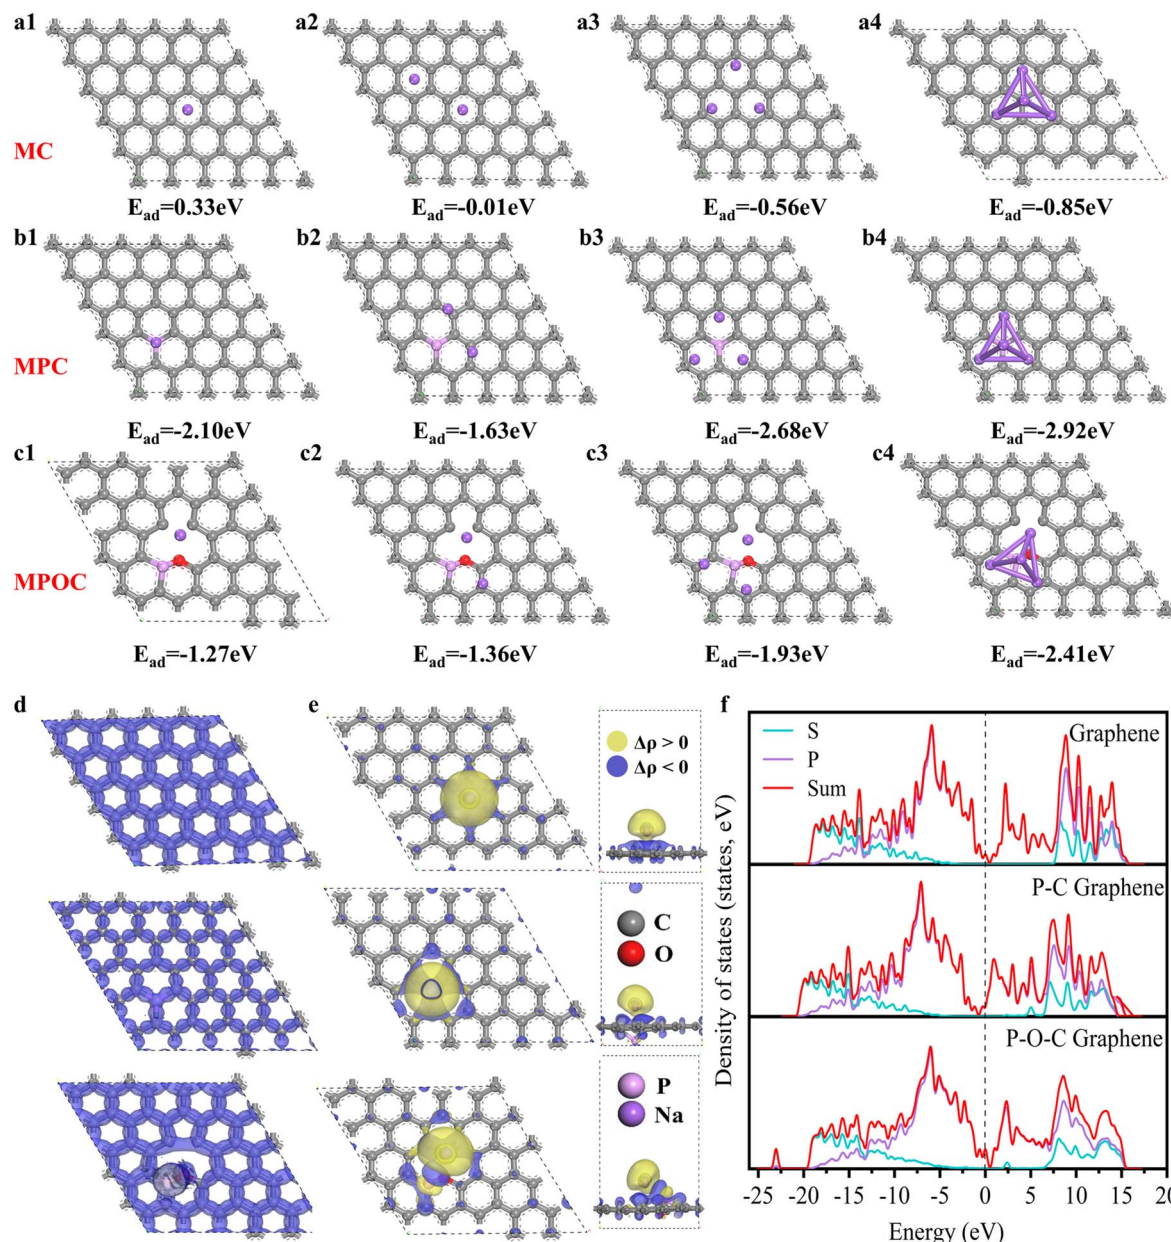 a1 a2 a3 a4
MC
E_ad=0.33eV E_ad=-0.01eV E_ad=-0.56eV E_ad=-0.85eV
b1 b2 b3 b4
MPC
E_ad=-2.10eV E_ad=-1.63eV E_ad=-2.68eV E_ad=-2.92eV
c1 c2 c3 c4
MPOC
E_ad=-1.27eV E_ad=-1.36eV E_ad=-1.93eV E_ad=-2.41eV
d e f
Δρ > 0
Δρ < 0
C
O
P
Na
S
P
Sum
Graphene
P-C Graphene
P-O-C Graphene
Density of states (states, eV)
-25 -20 -15 -10 -5 0 5 10 15 20
Energy (eV)